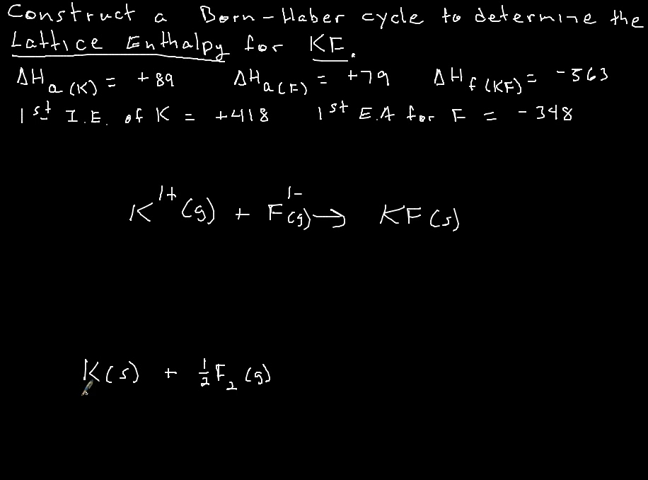 Construct a Born-Haber cycle to determine the
Lattice Enthalpy for KF.
ΔHa(K) = +89 ΔHa(F) = +79 ΔHf(KF) = -563
1st I.E. of K = +418 1st E.A for F = -348
K¹⁺(g) + F¹⁻(g) → KF(s)
K(s) + ½F₂(g)